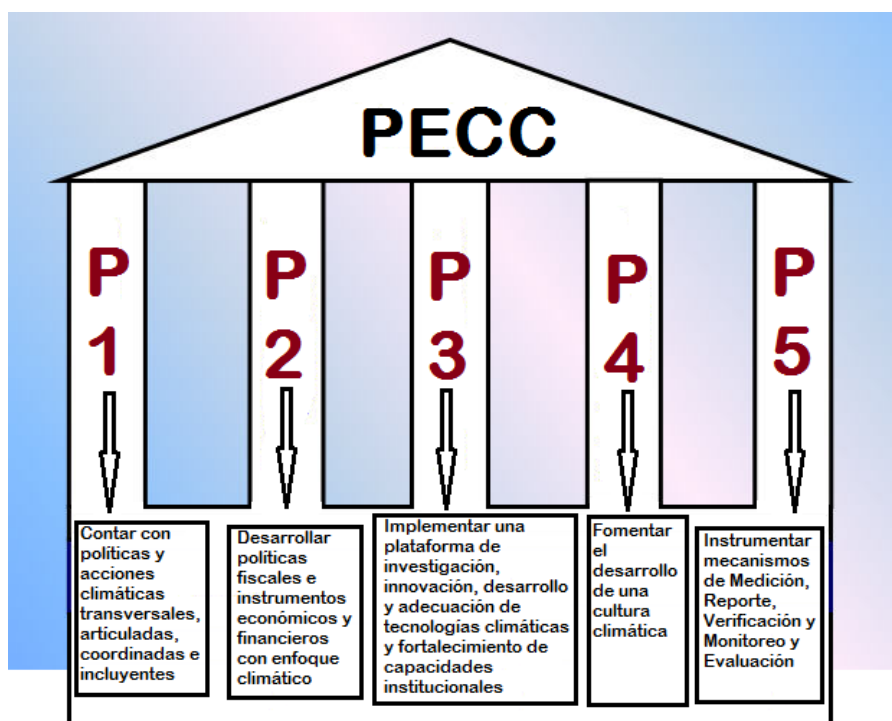 PECC
P
1
P
2
P
3
P
4
P
5
Contar con
políticas y
acciones
climáticas
transversales,
articuladas,
coordinadas e
incluyentes
Desarrollar
políticas
fiscales e
instrumentos
económicos y
financieros
con enfoque
climático
Implementar una
plataforma de
investigación,
innovación, desarrollo
y adecuación de
tecnologías climáticas
y fortalecimiento de
capacidades
institucionales
Fomentar
el
desarrollo
de una
cultura
climática
Instrumentar
mecanismos
de Medición,
Reporte,
Verificación y
Monitoreo y
Evaluación